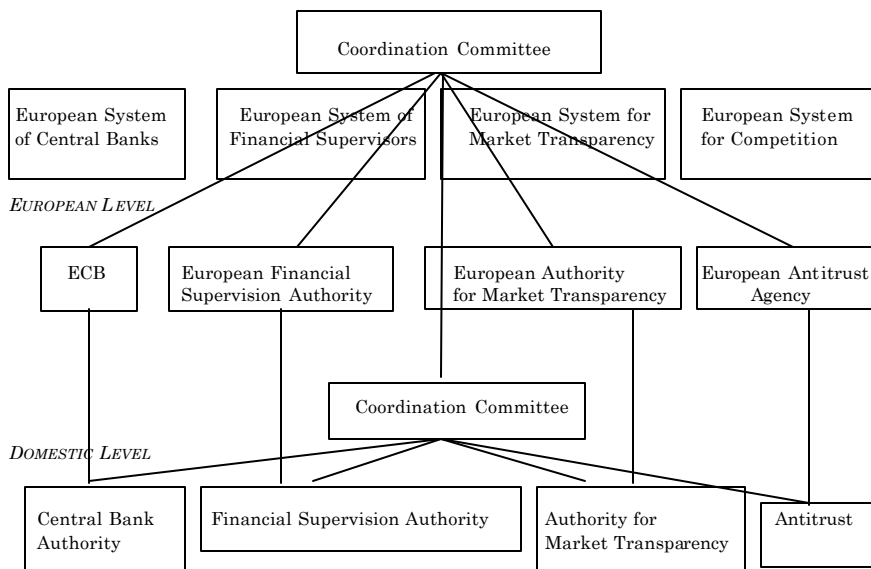 Coordination Committee
European System
of Central Banks
European System of
Financial Supervisors
European System for
Market Transparency
European System
for Competition
EUROPEAN LEVEL
ECB
European Financial
Supervision Authority
European Authority
for Market Transparency
European Antitrust
Agency
Coordination Committee
DOMESTIC LEVEL
Central Bank
Authority
Financial Supervision Authority
Authority for
Market Transparency
Antitrust